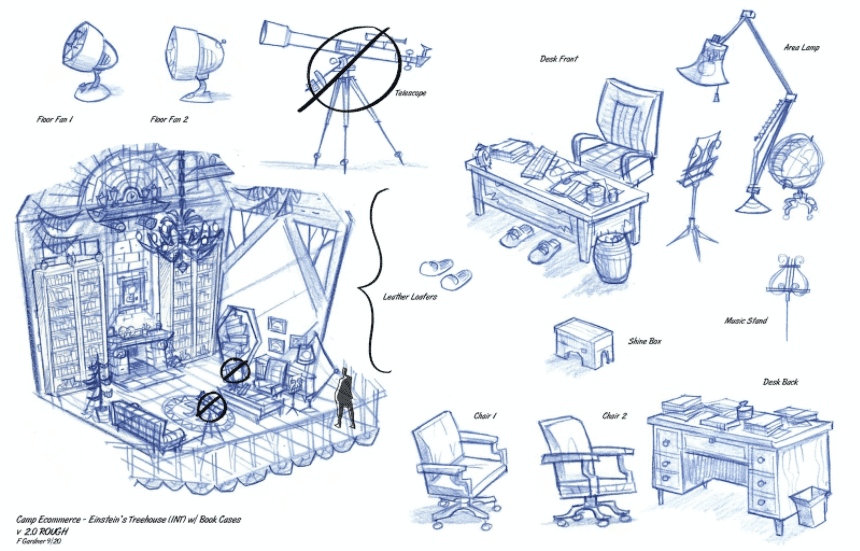 Desk Front
Area Lamp
Telescope
Floor Fan 1
Floor Fan 2
Leather Loafers
Music Stand
Shine Box
Desk Back
Chair 1
Chair 2
Camp Ecommerce - Einstein's Treehouse (INT) w/ Book Cases
v 2.0 ROUGH
F Gardner 9/20